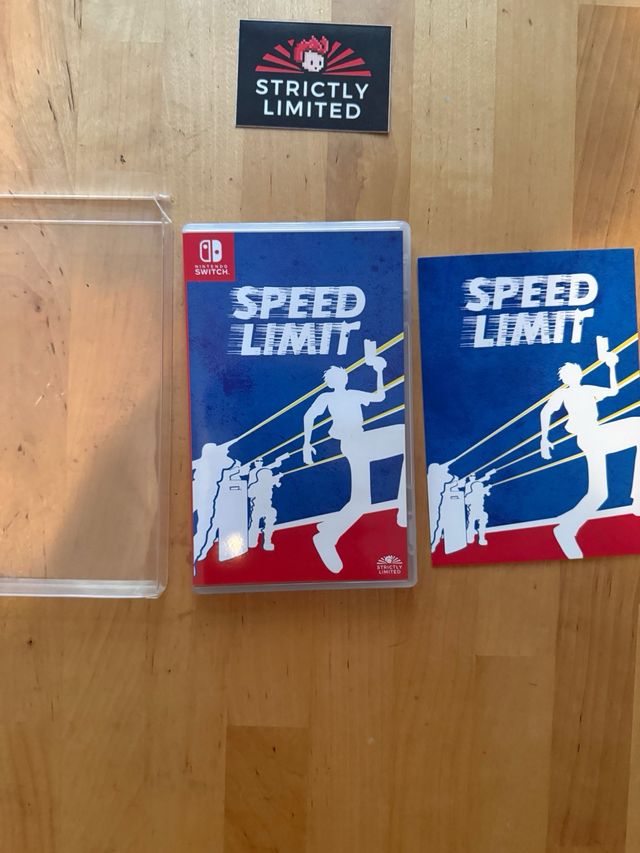 STRICTLY
LIMITED
NINTENDO
SWITCH
SPEED
LIMIT
STRICTLY
LIMITED
SPEED
LIMIT